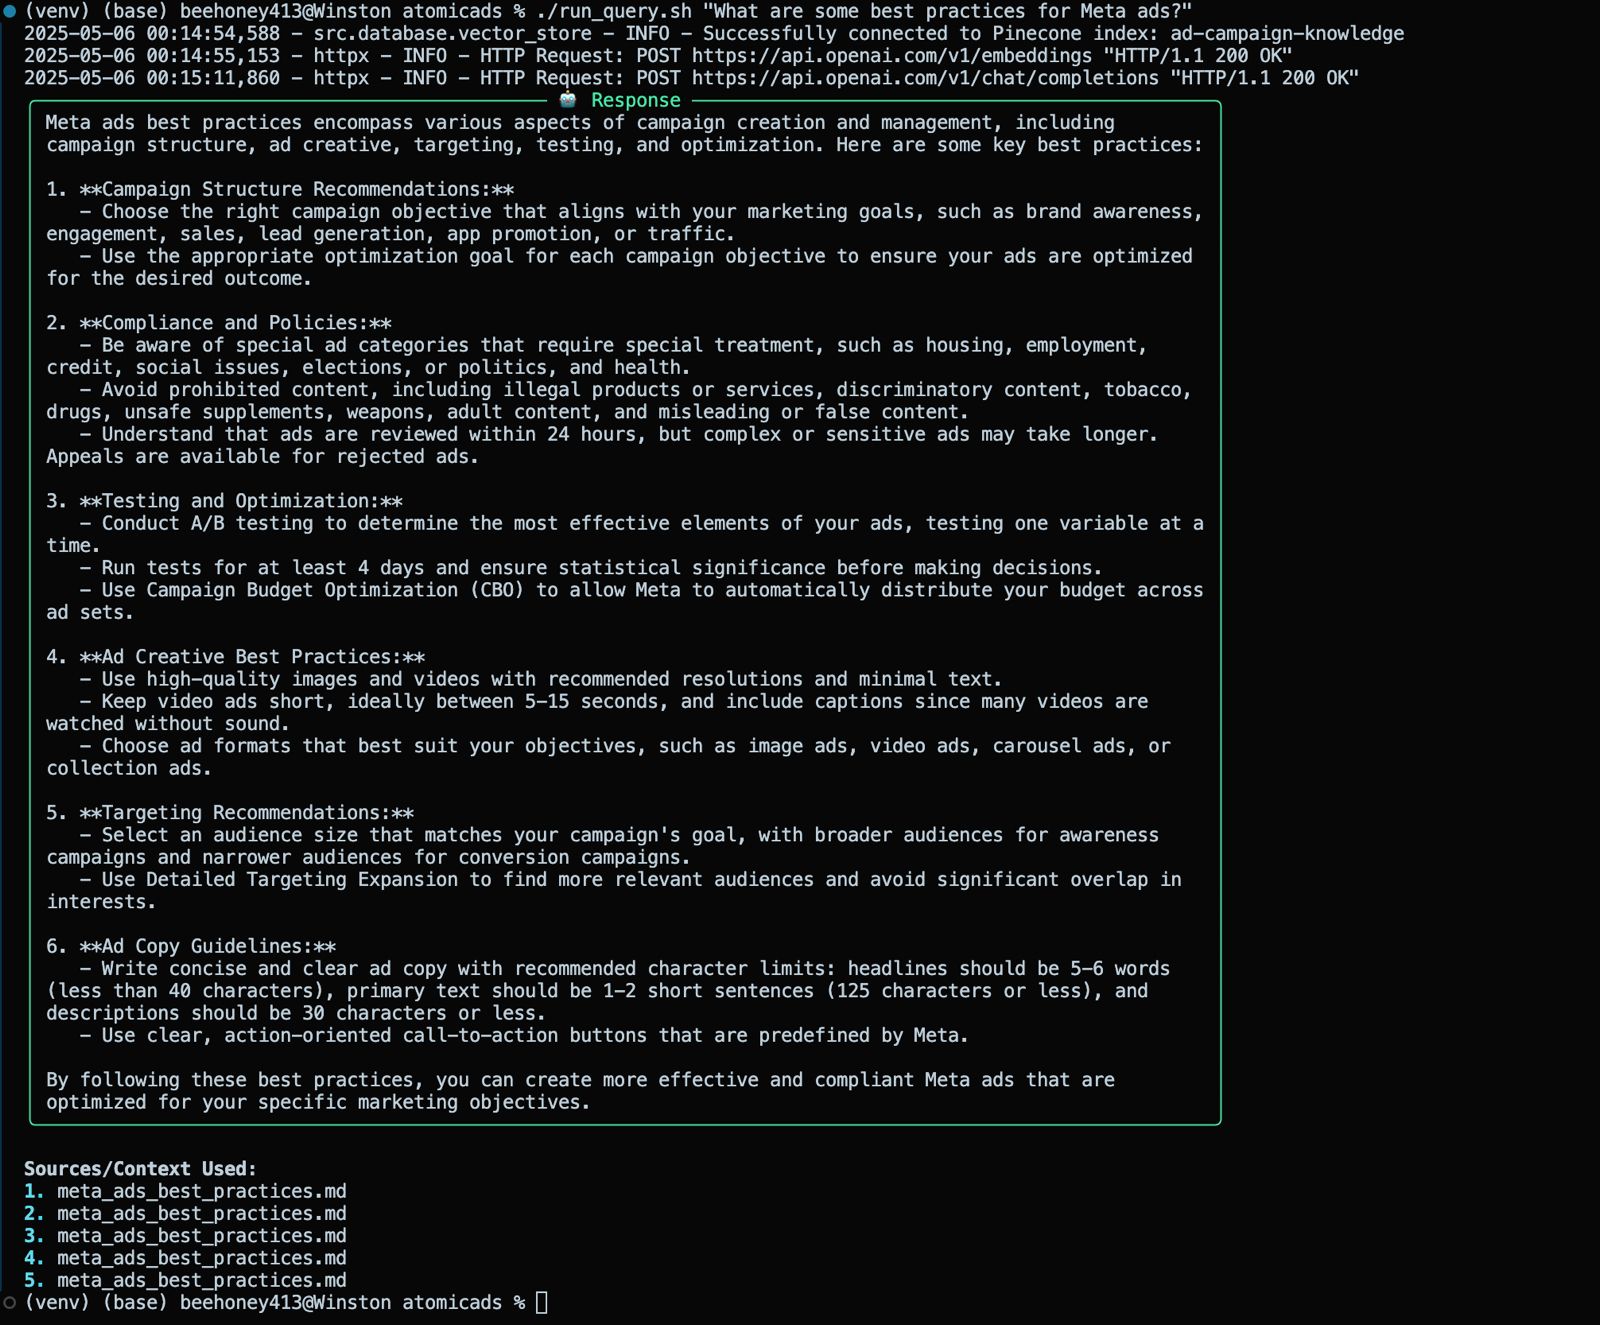 (venv) (base) beehoney413@Winston atomicads % ./run_query.sh "What are some best practices for Meta ads?"
2025-05-06 00:14:54,588 – src.database.vector_store – INFO – Successfully connected to Pinecone index: ad-campaign-knowledge
2025-05-06 00:14:55,153 – httpx – INFO – HTTP Request: POST https://api.openai.com/v1/embeddings "HTTP/1.1 200 OK"
2025-05-06 00:15:11,860 – httpx – INFO – HTTP Request: POST https://api.openai.com/v1/chat/completions "HTTP/1.1 200 OK"
🤖 Response
Meta ads best practices encompass various aspects of campaign creation and management, including
campaign structure, ad creative, targeting, testing, and optimization. Here are some key best practices:
1. **Campaign Structure Recommendations:**
– Choose the right campaign objective that aligns with your marketing goals, such as brand awareness,
engagement, sales, lead generation, app promotion, or traffic.
– Use the appropriate optimization goal for each campaign objective to ensure your ads are optimized
for the desired outcome.
2. **Compliance and Policies:**
– Be aware of special ad categories that require special treatment, such as housing, employment,
credit, social issues, elections, or politics, and health.
– Avoid prohibited content, including illegal products or services, discriminatory content, tobacco,
drugs, unsafe supplements, weapons, adult content, and misleading or false content.
– Understand that ads are reviewed within 24 hours, but complex or sensitive ads may take longer.
Appeals are available for rejected ads.
3. **Testing and Optimization:**
– Conduct A/B testing to determine the most effective elements of your ads, testing one variable at a
time.
– Run tests for at least 4 days and ensure statistical significance before making decisions.
– Use Campaign Budget Optimization (CBO) to allow Meta to automatically distribute your budget across
ad sets.
4. **Ad Creative Best Practices:**
– Use high-quality images and videos with recommended resolutions and minimal text.
– Keep video ads short, ideally between 5-15 seconds, and include captions since many videos are
watched without sound.
– Choose ad formats that best suit your objectives, such as image ads, video ads, carousel ads, or
collection ads.
5. **Targeting Recommendations:**
– Select an audience size that matches your campaign's goal, with broader audiences for awareness
campaigns and narrower audiences for conversion campaigns.
– Use Detailed Targeting Expansion to find more relevant audiences and avoid significant overlap in
interests.
6. **Ad Copy Guidelines:**
– Write concise and clear ad copy with recommended character limits: headlines should be 5-6 words
(less than 40 characters), primary text should be 1-2 short sentences (125 characters or less), and
descriptions should be 30 characters or less.
– Use clear, action-oriented call-to-action buttons that are predefined by Meta.
By following these best practices, you can create more effective and compliant Meta ads that are
optimized for your specific marketing objectives.
Sources/Context Used:
1. meta_ads_best_practices.md
2. meta_ads_best_practices.md
3. meta_ads_best_practices.md
4. meta_ads_best_practices.md
5. meta_ads_best_practices.md
(venv) (base) beehoney413@Winston atomicads %